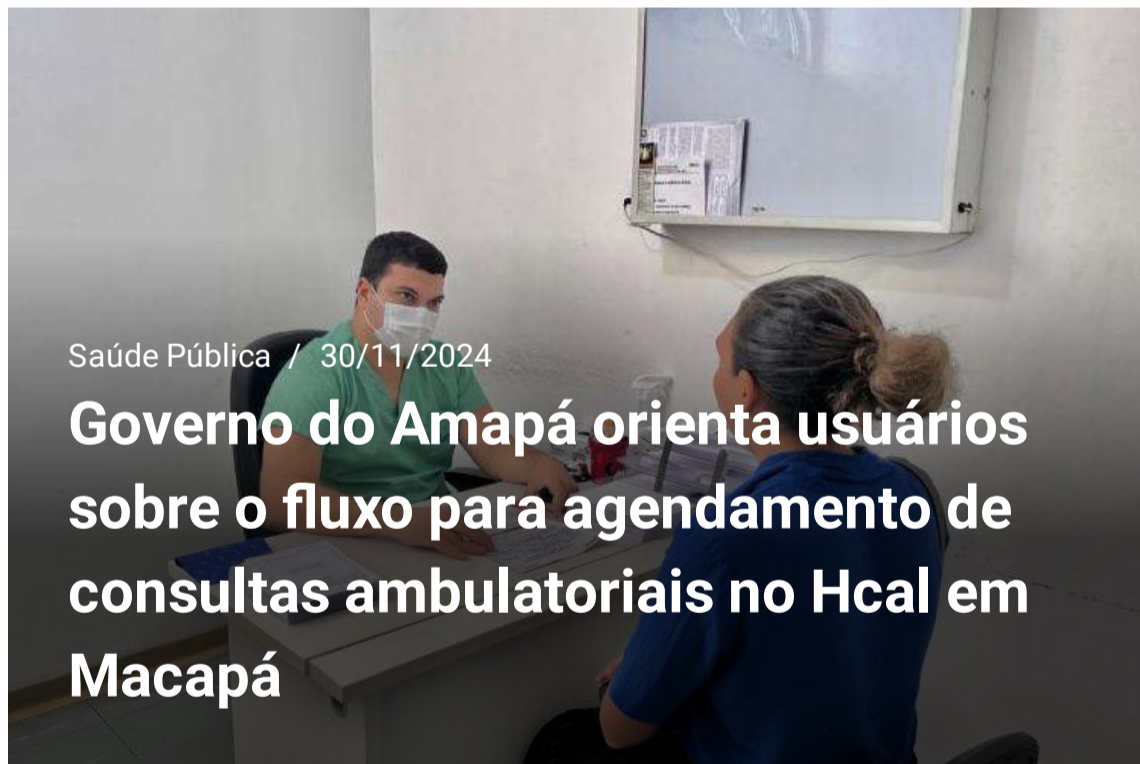 Saúde Pública / 30/11/2024
Governo do Amapá orienta usuários
sobre o fluxo para agendamento de
consultas ambulatoriais no Hcal em
Macapá